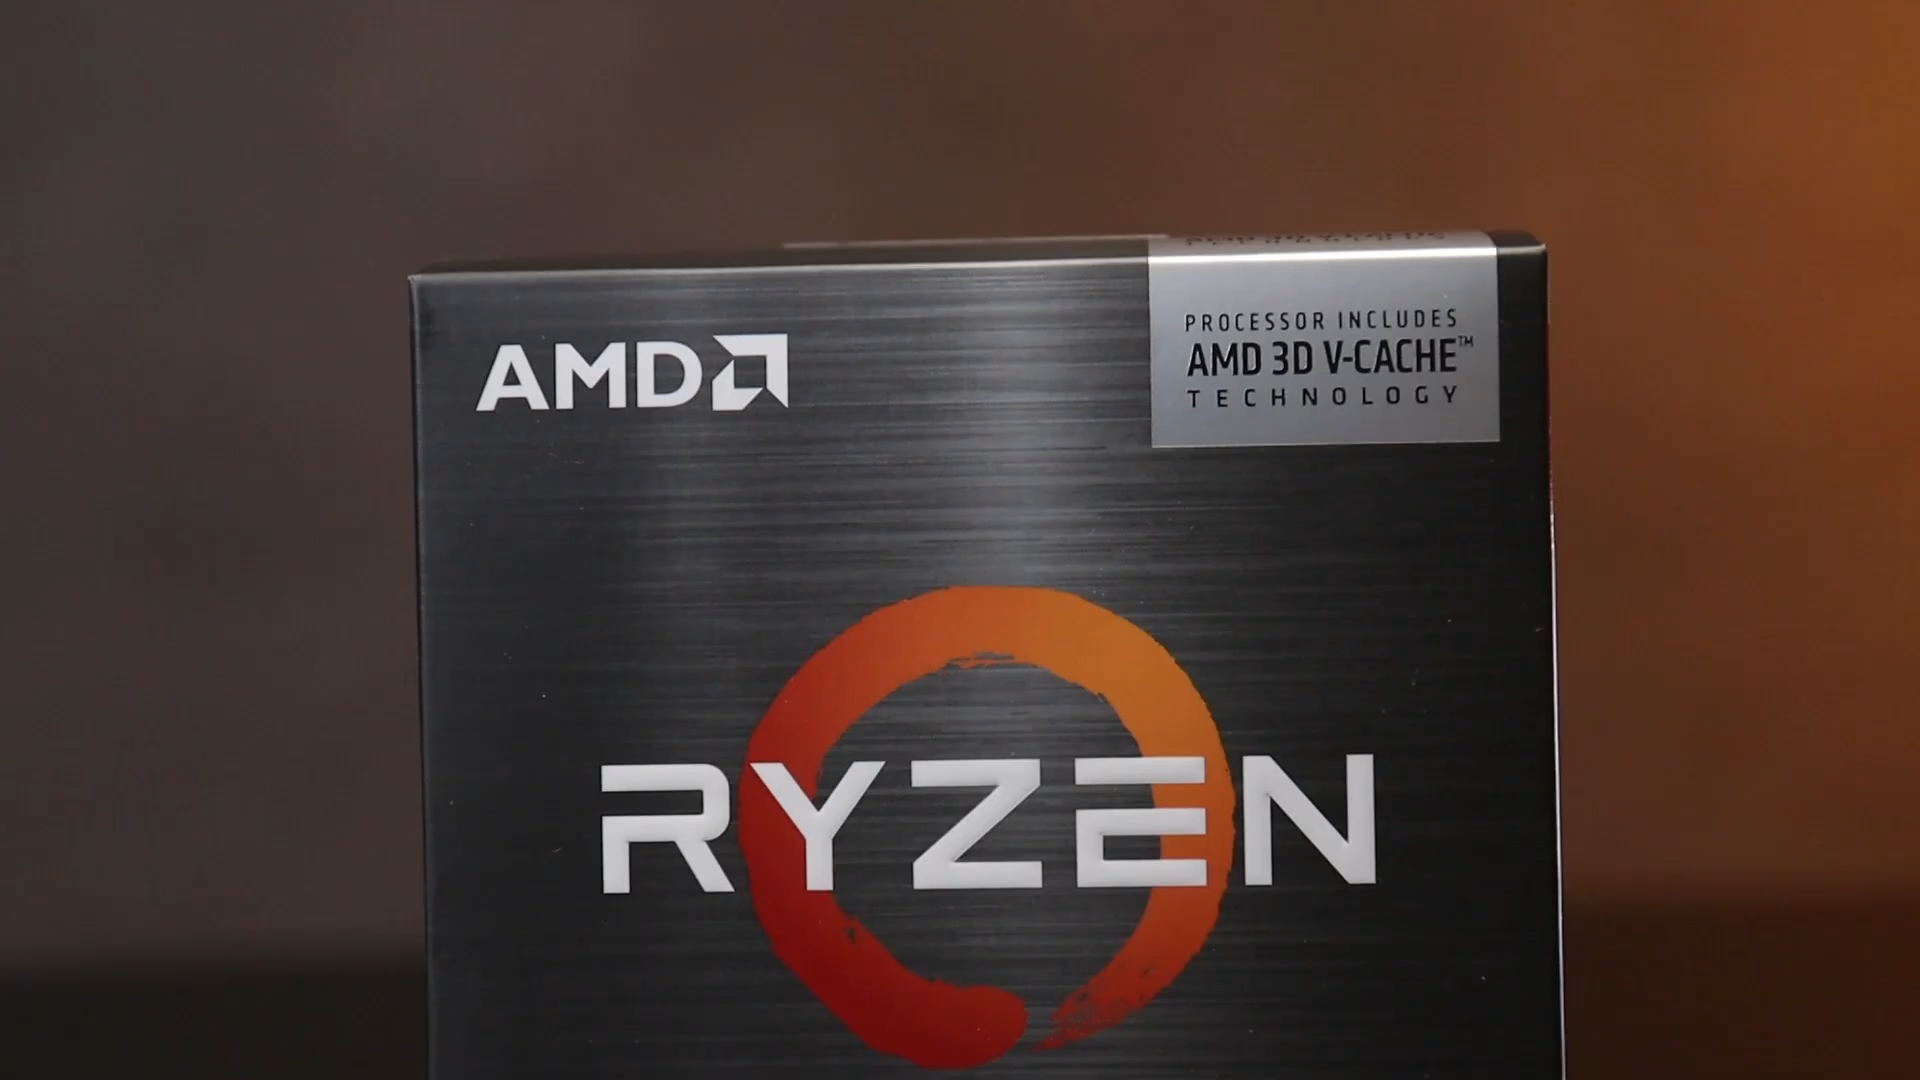 AMD
PROCESSOR INCLUDES
AMD 3D V-CACHE™
TECHNOLOGY
RYZEN